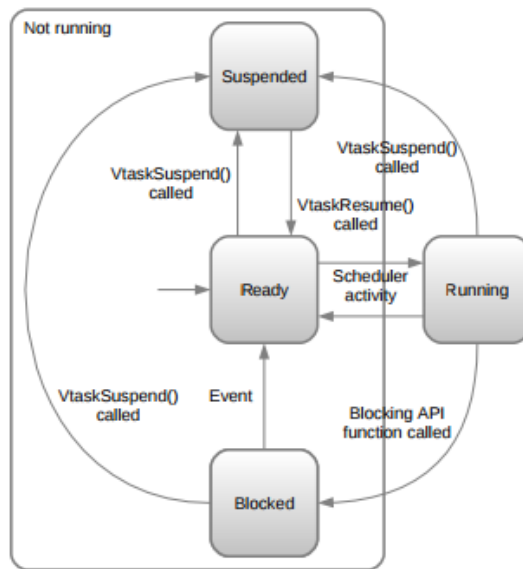 Not running
Suspended
VtaskSuspend()
called
VtaskSuspend()
called
VtaskResume()
called
Ready
Scheduler
activity
Running
VtaskSuspend()
called
Event
Blocking API
function called
Blocked